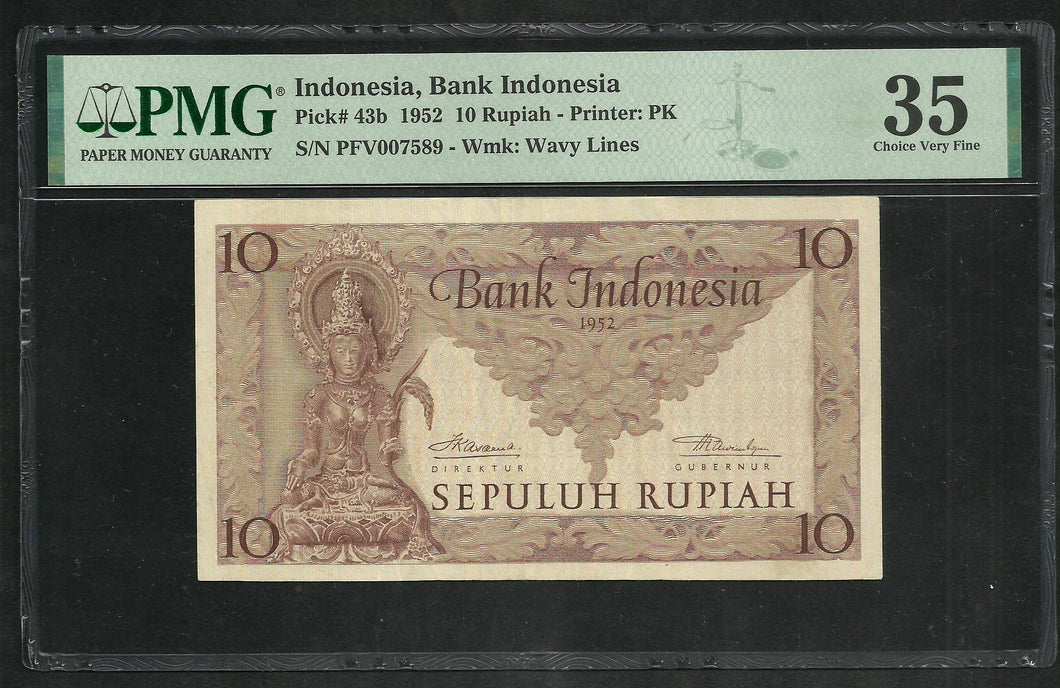 PMG®
PAPER MONEY GUARANTY
Indonesia, Bank Indonesia
Pick# 43b 1952 10 Rupiah - Printer: PK
S/N PFV007589 - Wmk: Wavy Lines
35
Choice Very Fine
10
10
Bank Indonesia
1952
DIREKTUR
GUBERNUR
SEPULUH RUPIAH
10
10